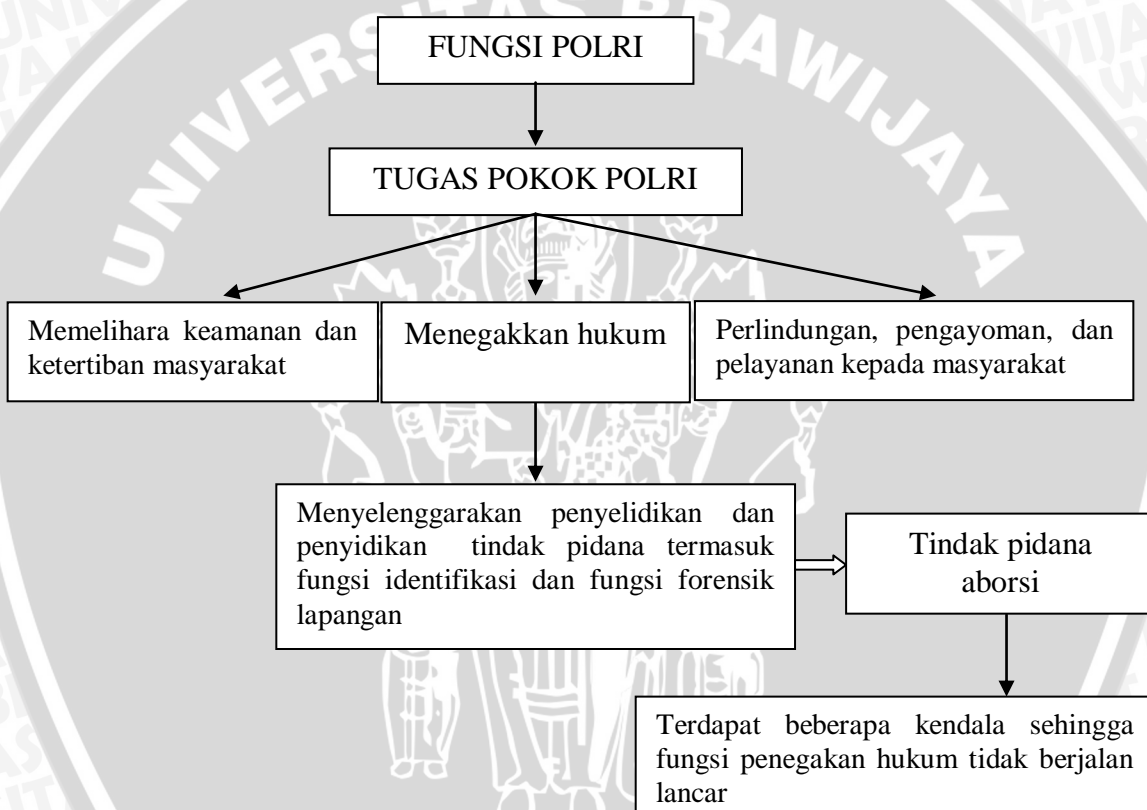 UNIVERSITAS BRAWIJAYA
FUNGSI POLRI
TUGAS POKOK POLRI
Memelihara keamanan dan
ketertiban masyarakat
Menegakkan hukum
Perlindungan, pengayoman, dan
pelayanan kepada masyarakat
Menyelenggarakan penyelidikan dan
penyidikan tindak pidana termasuk
fungsi identifikasi dan fungsi forensik
lapangan
Tindak pidana
aborsi
Terdapat beberapa kendala sehingga
fungsi penegakan hukum tidak berjalan
lancar